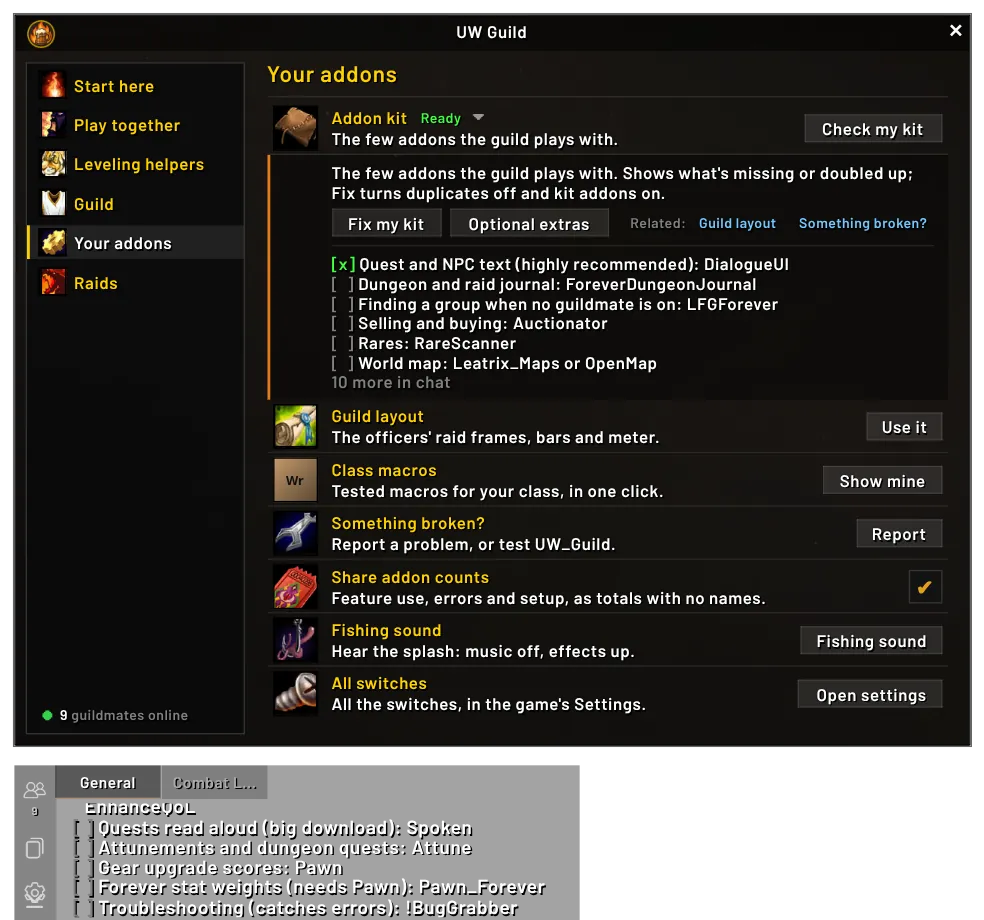 UW Guild
Start here
Play together
Leveling helpers
Guild
Your addons
Raids
9 guildmates online
Your addons
Addon kit Ready
The few addons the guild plays with.
Check my kit
The few addons the guild plays with. Shows what's missing or doubled up;
Fix turns duplicates off and kit addons on.
Fix my kit
Optional extras
Related: Guild layout Something broken?
[x] Quest and NPC text (highly recommended): DialogueUI
[ ] Dungeon and raid journal: ForeverDungeonJournal
[ ] Finding a group when no guildmate is on: LFGForever
[ ] Selling and buying: Auctionator
[ ] Rares: RareScanner
[ ] World map: Leatrix_Maps or OpenMap
10 more in chat
Guild layout
The officers' raid frames, bars and meter.
Use it
Wr
Class macros
Tested macros for your class, in one click.
Show mine
Something broken?
Report a problem, or test UW_Guild.
Report
Share addon counts
Feature use, errors and setup, as totals with no names.
Fishing sound
Hear the splash: music off, effects up.
Fishing sound
All switches
All the switches, in the game's Settings.
Open settings
General
Combat L...
9
EnhanceQoL
[ ] Quests read aloud (big download): Spoken
[ ] Attunements and dungeon quests: Attune
[ ] Gear upgrade scores: Pawn
[ ] Forever stat weights (needs Pawn): Pawn_Forever
[ ] Troubleshooting (catches errors): !BugGrabber